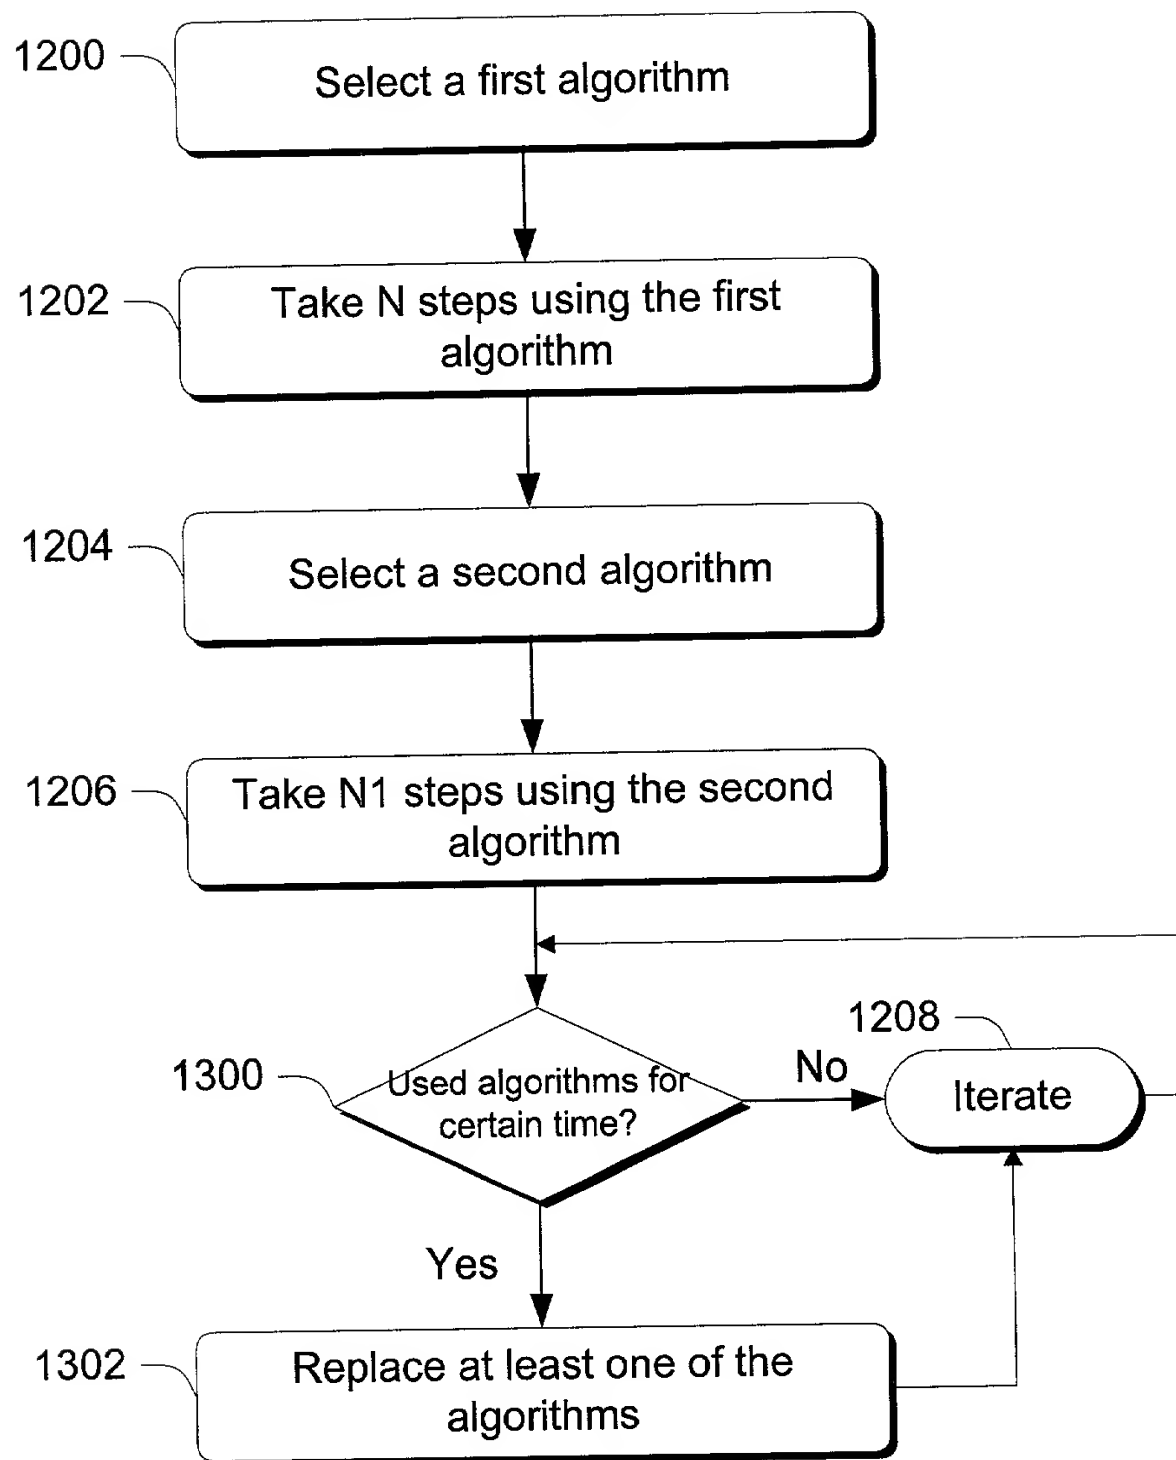 1200
Select a first algorithm
1202
Take N steps using the first
algorithm
1204
Select a second algorithm
1206
Take N1 steps using the second
algorithm
1208
1300
Used algorithms for
certain time?
No
Iterate
Yes
1302
Replace at least one of the
algorithms